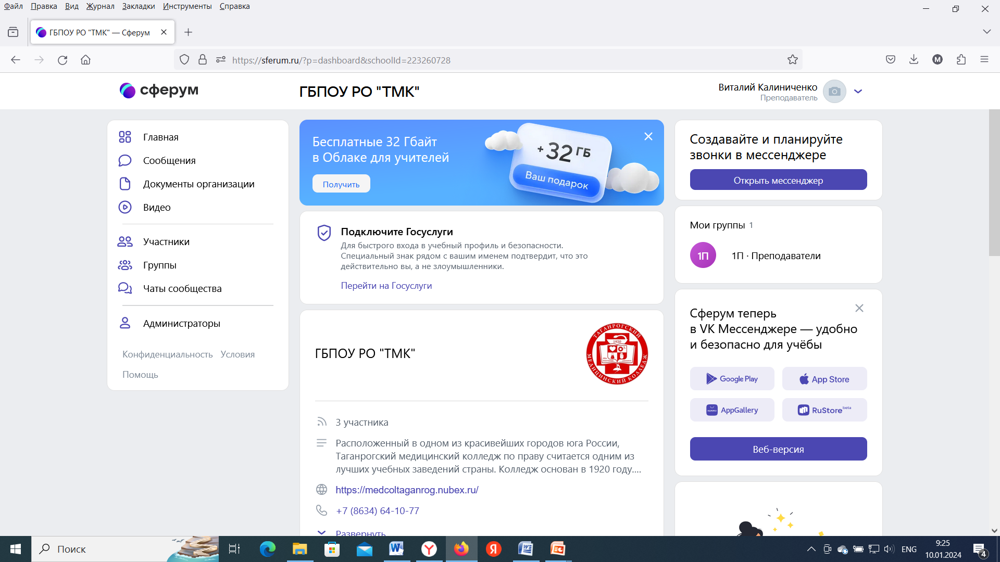 Файл Правка Вид Журнал Закладки Инструменты Справка
ГБПОУ РО "ТМК" — Сферум
https://sferum.ru/?p=dashboard&schoolId=223260728
M
сферум
ГБПОУ РО "ТМК"
Виталий Калиниченко
Преподаватель
Главная
Сообщения
Документы организации
Видео
Участники
Группы
Чаты сообщества
Администраторы
Конфиденциальность Условия
Помощь
Бесплатные 32 Гбайт
в Облаке для учителей
Получить
+32 ГБ
Ваш подарок
Подключите Госуслуги
Для быстрого входа в учебный профиль и безопасности.
Специальный знак рядом с вашим именем подтвердит, что это
действительно вы, а не злоумышленники.
Перейти на Госуслуги
ГБПОУ РО "ТМК"
ТАГАНРОГСКИЙ
1920
МЕДИЦИНСКИЙ КОЛЛЕДЖ
3 участника
Расположенный в одном из красивейших городов юга России,
Таганрогский медицинский колледж по праву считается одним из
лучших учебных заведений страны. Колледж основан в 1920 году....
https://medcoltaganrog.nubex.ru/
+7 (8634) 64-10-77
Развернуть
Создавайте и планируйте
звонки в мессенджере
Открыть мессенджер
Мои группы 1
1П
1П · Преподаватели
Сферум теперь
в VK Мессенджере — удобно
и безопасно для учёбы
Google Play
App Store
HUAWEI AppGallery
RuStore beta
Веб-версия
Поиск
ENG
9:25
10.01.2024
4